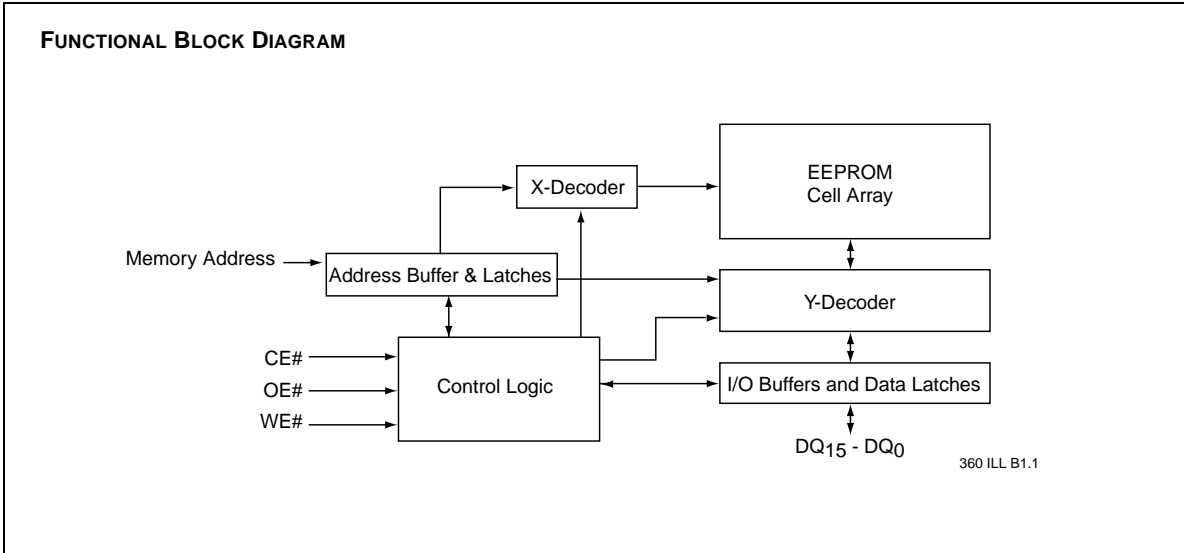 FUNCTIONAL BLOCK DIAGRAM
EEPROM
Cell Array
X-Decoder
Memory Address
Address Buffer & Latches
Y-Decoder
CE#
OE#
WE#
Control Logic
I/O Buffers and Data Latches
DQ15 - DQ0
360 ILL B1.1